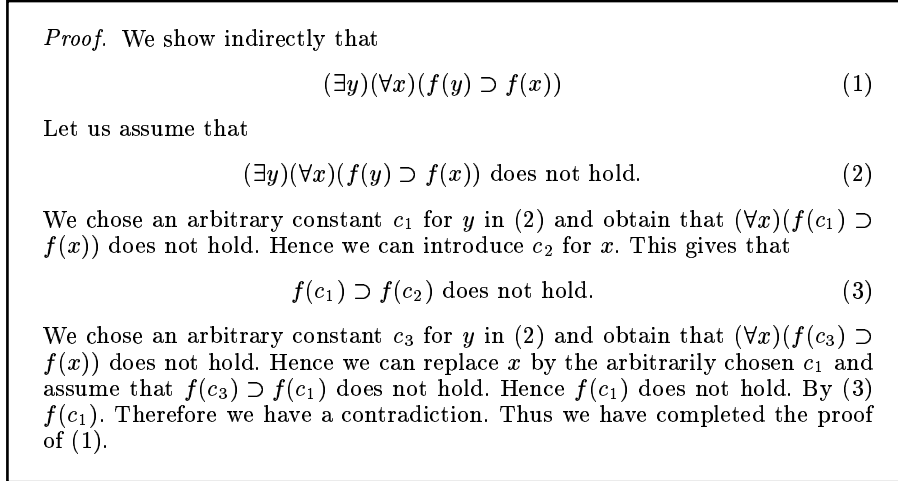 Proof. We show indirectly that
(∃y)(∀x)(f(y) ⊃ f(x)) (1)
Let us assume that
(∃y)(∀x)(f(y) ⊃ f(x)) does not hold. (2)
We chose an arbitrary constant c₁ for y in (2) and obtain that (∀x)(f(c₁) ⊃
f(x)) does not hold. Hence we can introduce c₂ for x. This gives that
f(c₁) ⊃ f(c₂) does not hold. (3)
We chose an arbitrary constant c₃ for y in (2) and obtain that (∀x)(f(c₃) ⊃
f(x)) does not hold. Hence we can replace x by the arbitrarily chosen c₁ and
assume that f(c₃) ⊃ f(c₁) does not hold. Hence f(c₁) does not hold. By (3)
f(c₁). Therefore we have a contradiction. Thus we have completed the proof
of (1).